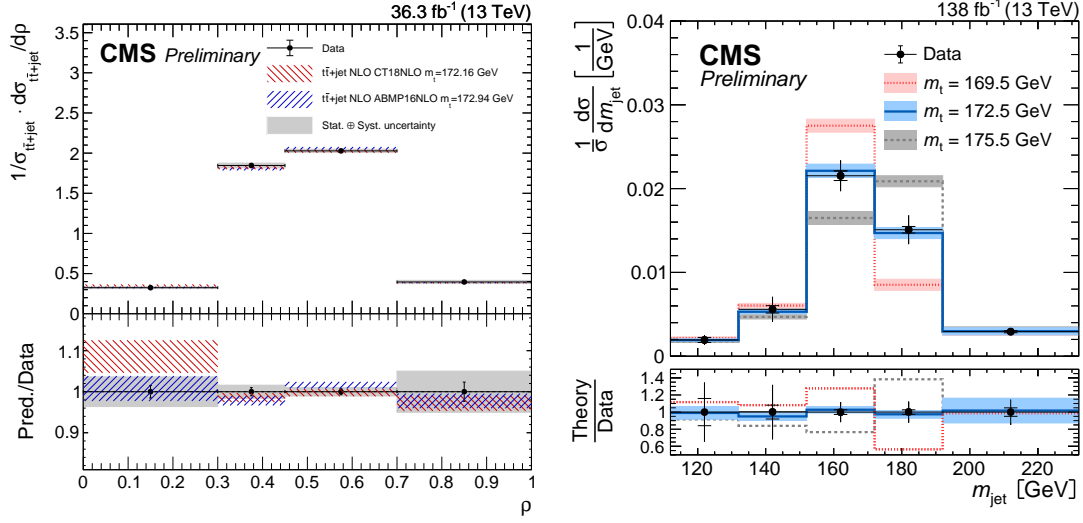 36.3 fb⁻¹ (13 TeV)
CMS Preliminary
Data
tt̄+jet NLO CT18NLO mₜ=172.16 GeV
tt̄+jet NLO ABMP16NLO mₜ=172.94 GeV
Stat. ⊕ Syst. uncertainty
1/σ_tt̄+jet · dσ_tt̄+jet/dρ
3.5
3
2.5
2
1.5
1
0.5
0
Pred./Data
1.1
1
0.9
0 0.1 0.2 0.3 0.4 0.5 0.6 0.7 0.8 0.9 1
ρ
138 fb⁻¹ (13 TeV)
CMS
Preliminary
Data
mₜ = 169.5 GeV
mₜ = 172.5 GeV
mₜ = 175.5 GeV
1/σ dσ/dm_jet [1/GeV]
0.04
0.03
0.02
0.01
0
Theory/Data
1.4
1.2
1.0
0.8
0.6
120 140 160 180 200 220
m_jet [GeV]